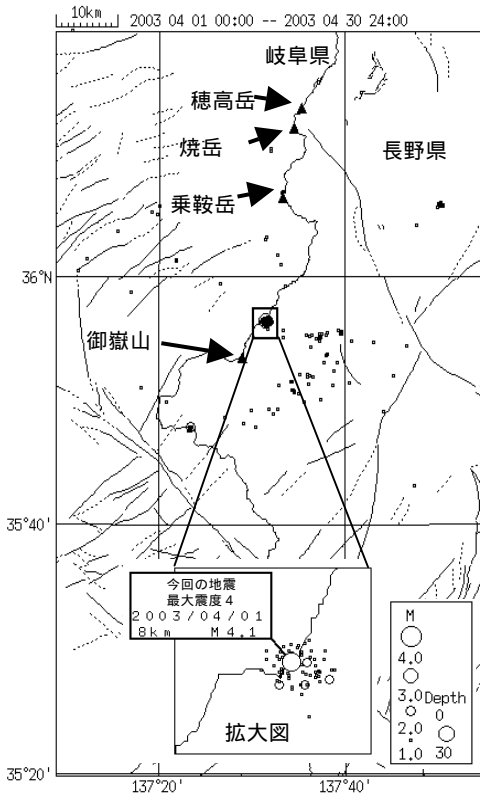 10km
2003 04 01 00:00 -- 2003 04 30 24:00
岐阜県
穂高岳
焼岳
長野県
乗鞍岳
36°N
御嶽山
35°40'
今回の地震
最大震度4
2003/04/01
8km M4.1
拡大図
M
4.0
3.0
2.0
1.0
Depth
0
30
35°20'
137°20'
137°40'